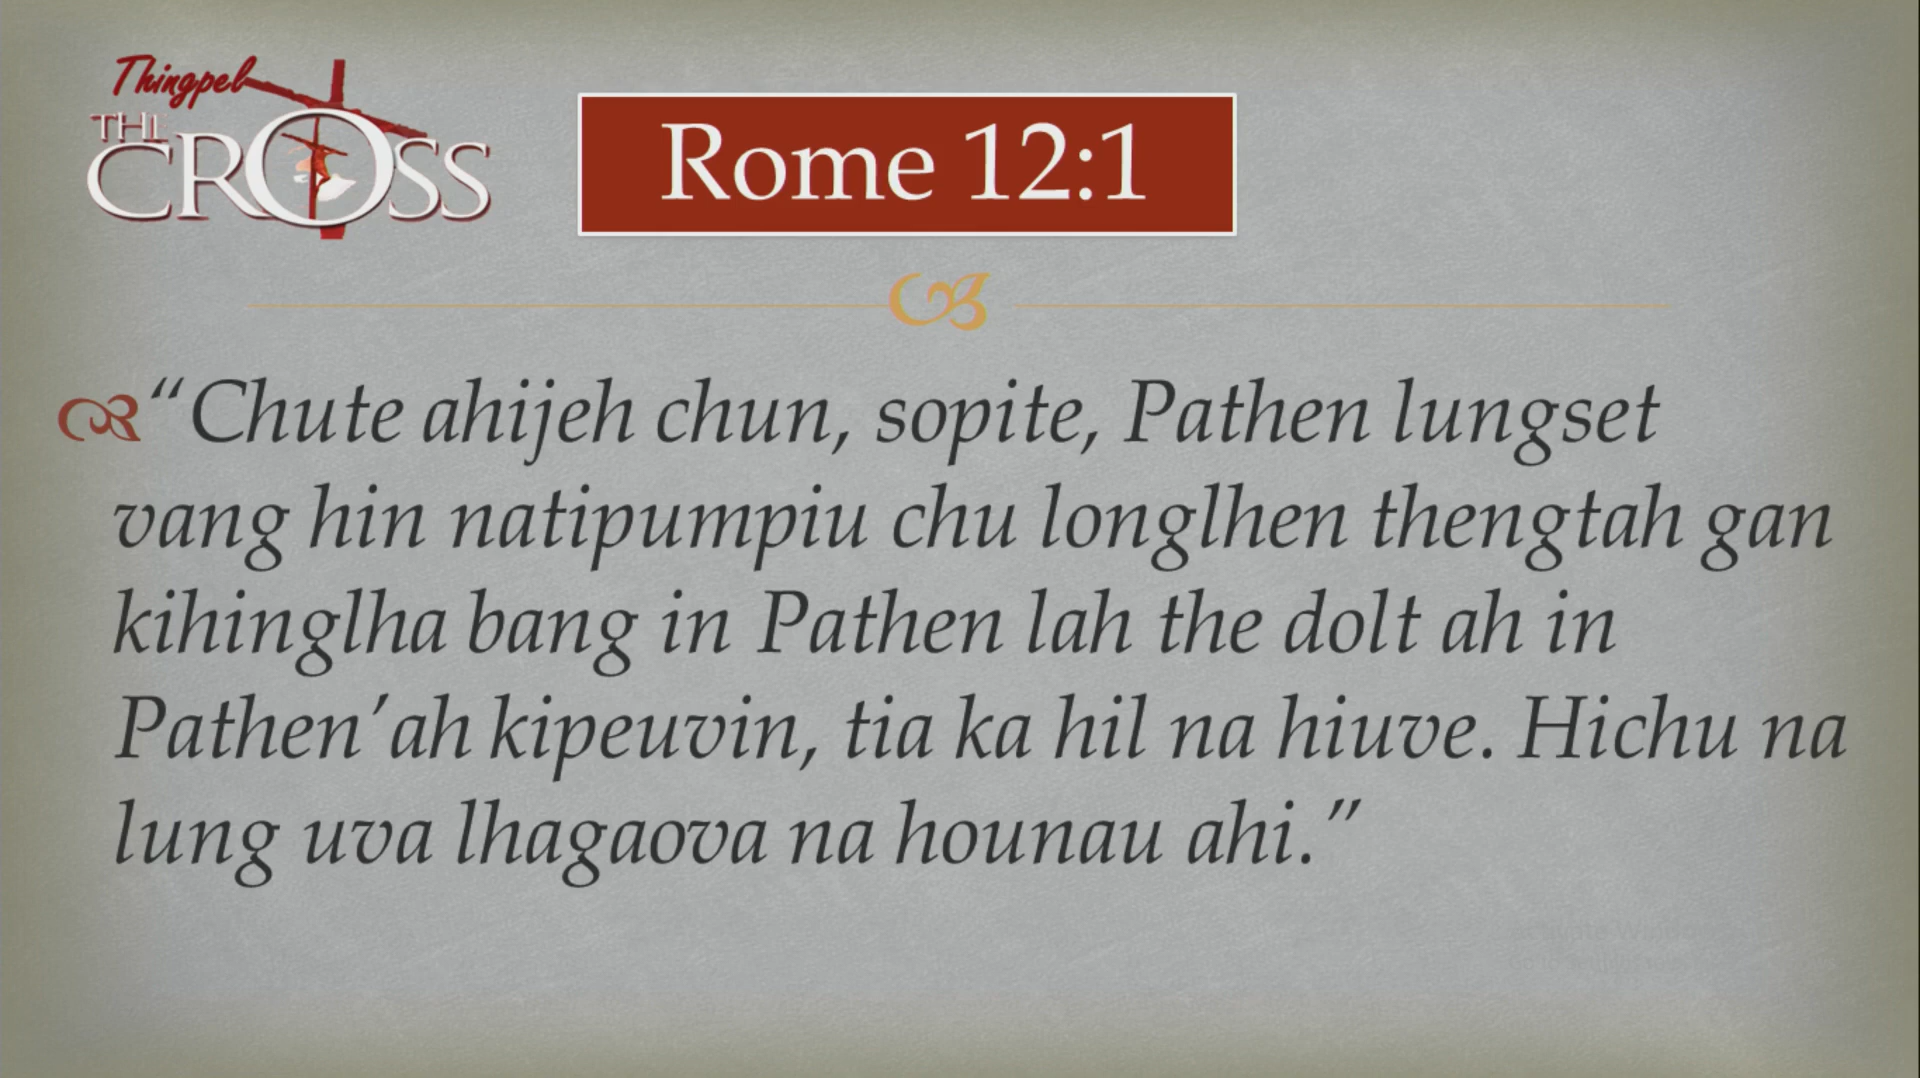 Thingpel
THE
CROSS
Rome 12:1
“Chute ahijeh chun, sopite, Pathen lungset
vang hin natipumpiu chu longlhen thengtah gan
kihinglha bang in Pathen lah the dolt ah in
Pathen’ah kipeuvin, tia ka hil na hiuve. Hichu na
lung uva lhagaova na hounau ahi.”